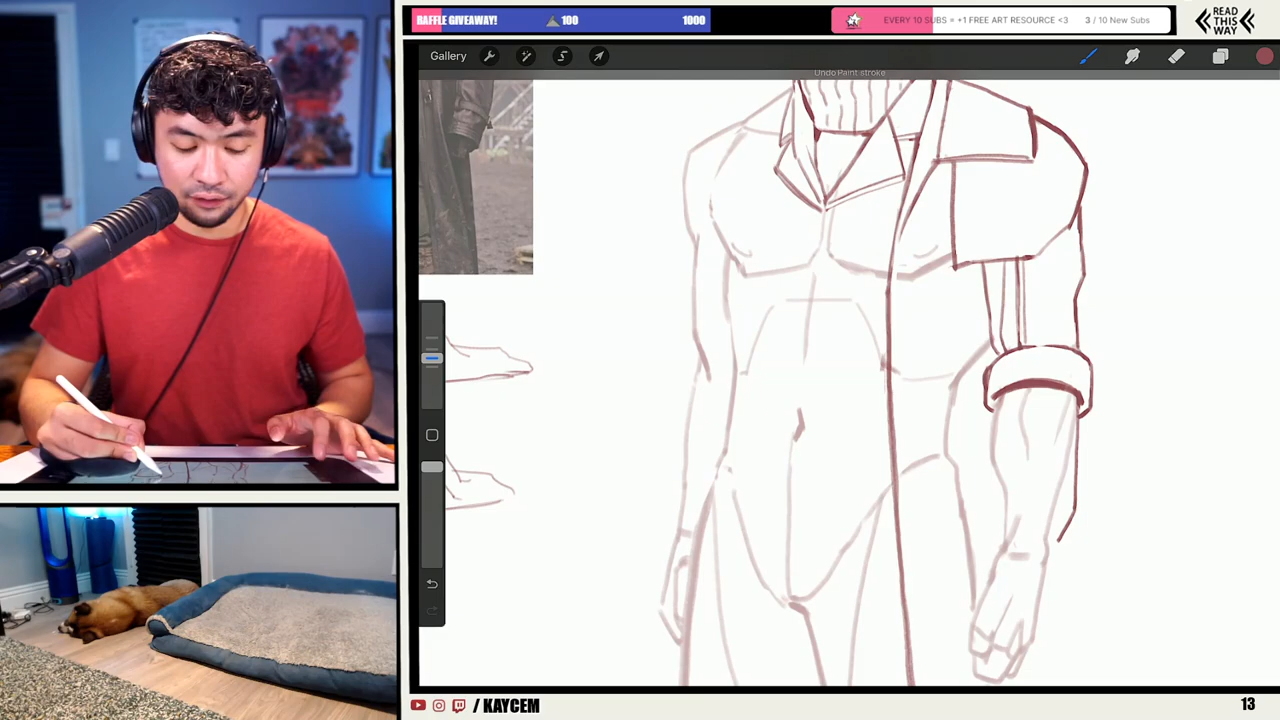 RAFFLE GIVEAWAY! 100 1000
EVERY 10 SUBS = +1 FREE ART RESOURCE <3 3 / 10 New Subs
READ
THIS
WAY
Gallery
Undo Paint stroke
/ KAYCEM
13